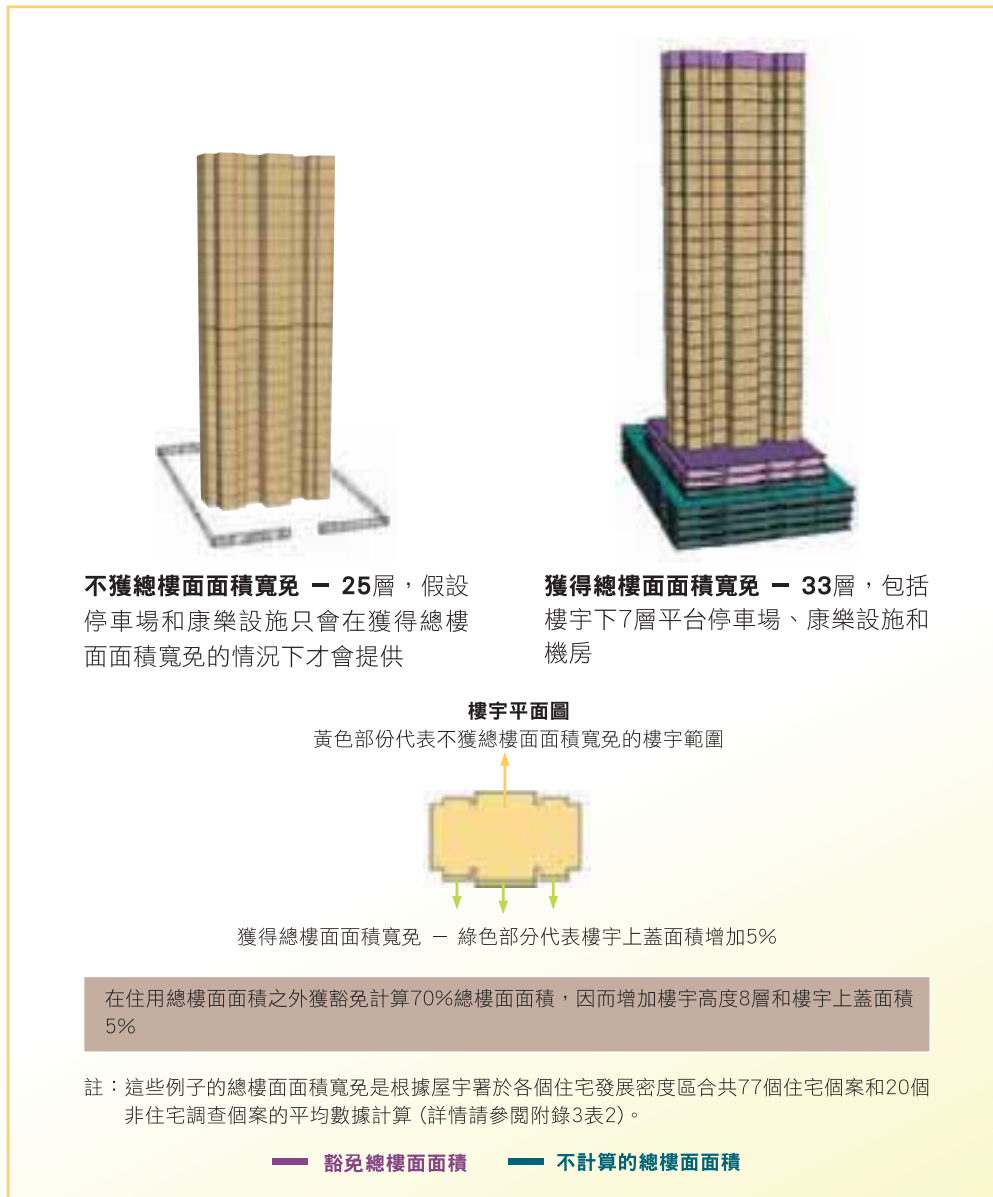 不獲總樓面面積寬免 － 25層，假設
停車場和康樂設施只會在獲得總樓
面面積寬免的情況下才會提供
獲得總樓面面積寬免 － 33層，包括
樓宇下7層平台停車場、康樂設施和
機房
樓宇平面圖
黃色部份代表不獲總樓面面積寬免的樓宇範圍
獲得總樓面面積寬免 － 綠色部分代表樓宇上蓋面積增加5%
在住用總樓面面積之外獲豁免計算70%總樓面面積，因而增加樓宇高度8層和樓宇上蓋面積
5%
註：這些例子的總樓面面積寬免是根據屋宇署於各個住宅發展密度區合共77個住宅個案和20個
非住宅調查個案的平均數據計算 (詳情請參閱附錄3表2)。
豁免總樓面面積
不計算的總樓面面積